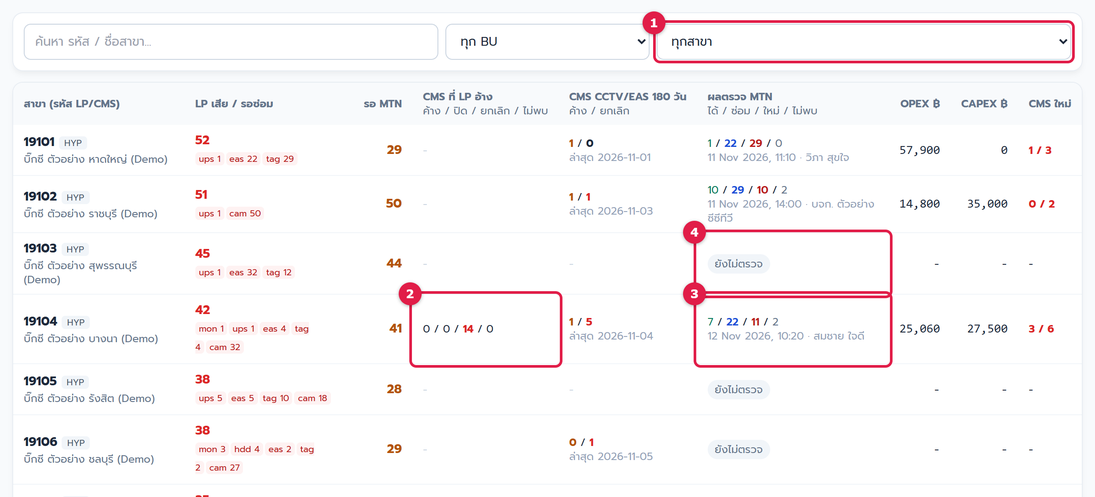 ค้นหา รหัส / ชื่อสาขา... ทุก BU 1 ทุกสาขา
สาขา (รหัส LP/CMS) LP เสีย / รอซ่อม รอ MTN CMS ที่ LP อ้าง CMS CCTV/EAS 180 วัน ผลตรวจ MTN OPEX ฿ CAPEX ฿ CMS ใหม่
ค้าง / ปิด / ยกเลิก / ไม่พบ ค้าง / ยกเลิก ได้ / ซ่อม / ใหม่ / ไม่พบ
19101 HYP 52 29 - 1 / 0 1 / 22 / 29 / 0 57,900 0 1 / 3
บิ๊กซี ตัวอย่าง หาดใหญ่ (Demo) ups 1 eas 22 tag 29 ล่าสุด 2026-11-01 11 Nov 2026, 11:10 · วิภา สุขใจ
19102 HYP 51 50 - 1 / 1 10 / 29 / 10 / 2 14,800 35,000 0 / 2
บิ๊กซี ตัวอย่าง ราชบุรี (Demo) ups 1 cam 50 ล่าสุด 2026-11-03 11 Nov 2026, 14:00 · บจก. ตัวอย่าง
ซีซีทีวี
4
19103 HYP 45 44 - - ยังไม่ตรวจ - - -
บิ๊กซี ตัวอย่าง สุพรรณบุรี ups 1 eas 32 tag 12
(Demo)
2 3
19104 HYP 42 41 0 / 0 / 14 / 0 1 / 5 7 / 22 / 11 / 2 25,060 27,500 3 / 6
บิ๊กซี ตัวอย่าง บางนา (Demo) mon 1 ups 1 eas 4 tag ล่าสุด 2026-11-04 12 Nov 2026, 10:20 · สมชาย ใจดี
4 cam 32
19105 HYP 38 28 - - ยังไม่ตรวจ - - -
บิ๊กซี ตัวอย่าง รังสิต (Demo) ups 5 eas 5 tag 10 cam 18
19106 HYP 38 29 - 0 / 1 ยังไม่ตรวจ - - -
บิ๊กซี ตัวอย่าง ชลบุรี (Demo) mon 3 hdd 4 eas 2 tag ล่าสุด 2026-11-05
2 cam 27